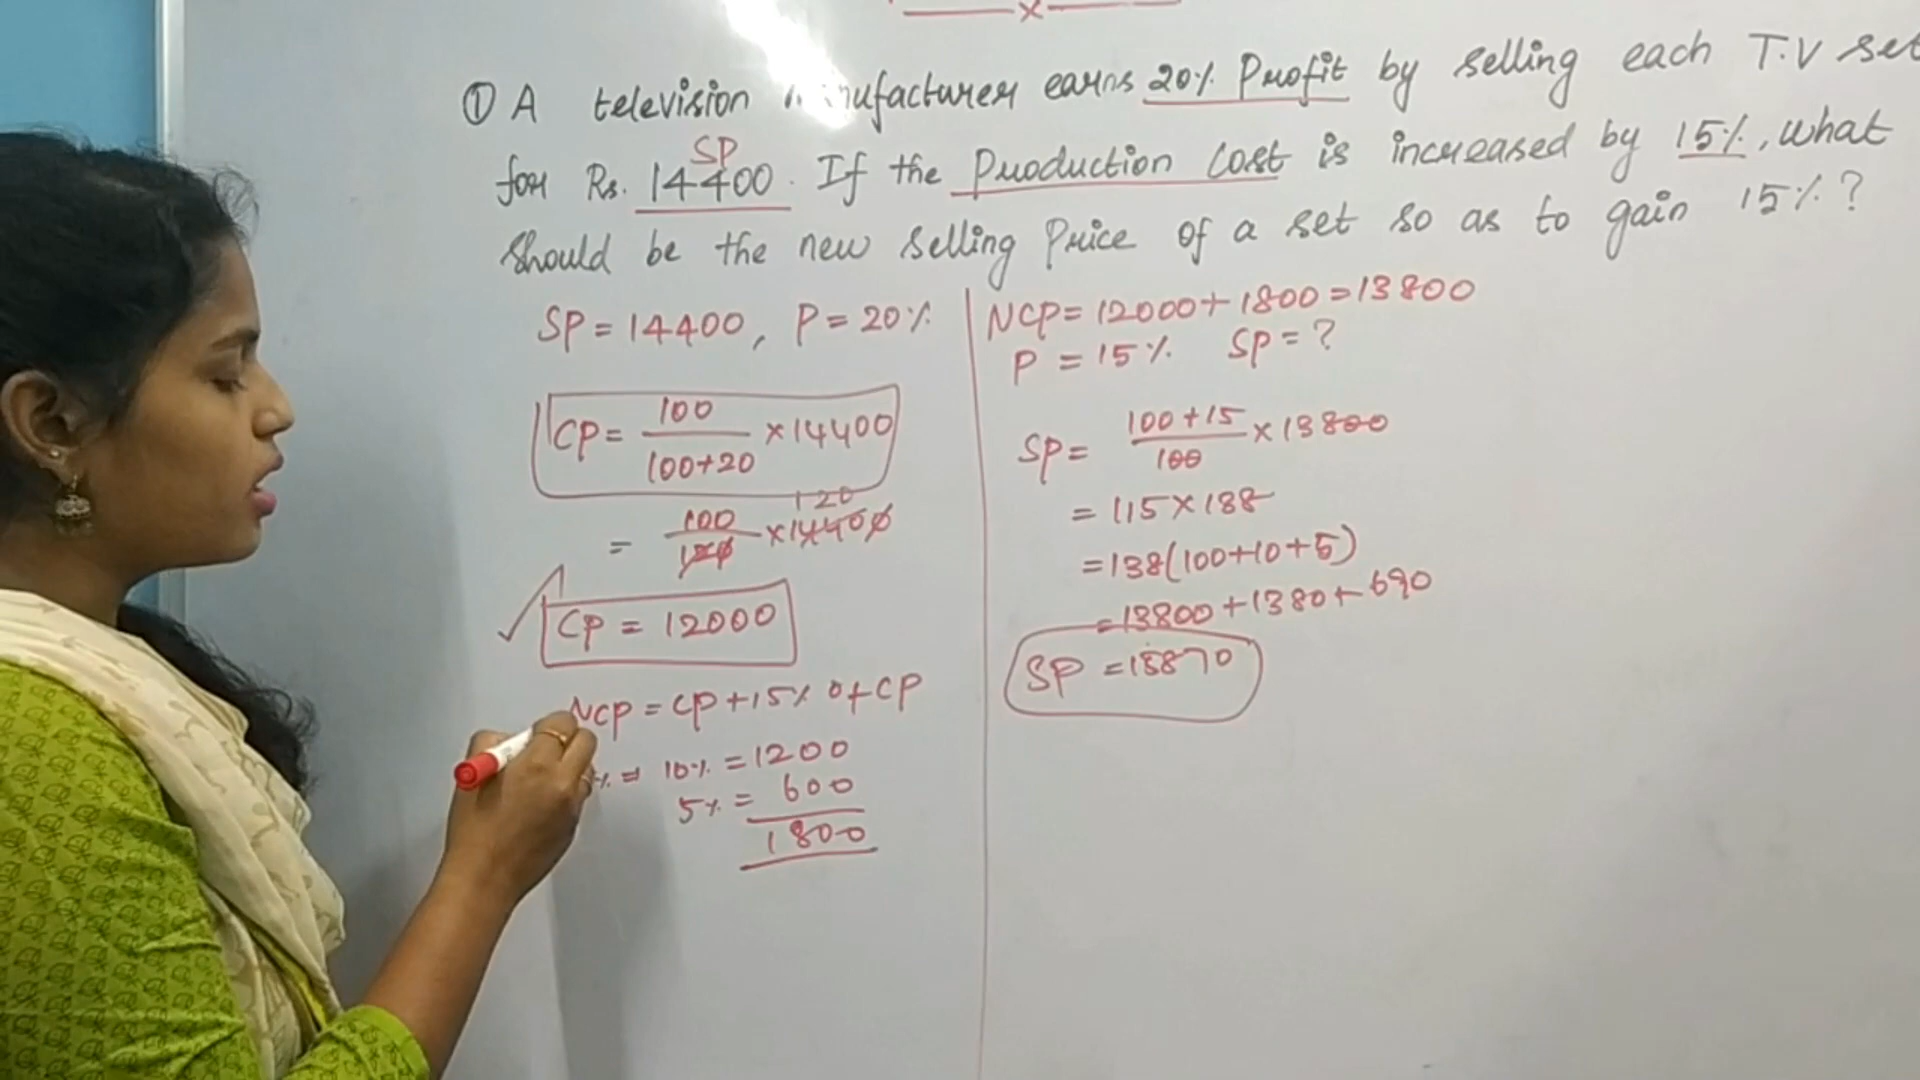 ① A television manufacturer earns 20% Profit by selling each T.V set
SP
for Rs. 14400. If the Production Cost is increased by 15%, what
should be the new selling Price of a set so as to gain 15%?
SP = 14400, P = 20%
CP = 100/100+20 × 14400
120
= 100/120 × 14400
CP = 12000
NCP = CP + 15% of CP
% = 10% = 1200
5% = 600
1800
NCP = 12000 + 1800 = 13800
P = 15% SP = ?
SP = 100+15/100 × 13800
= 115 × 138
= 138(100+10+5)
= 13800 + 1380 + 690
SP = 15870